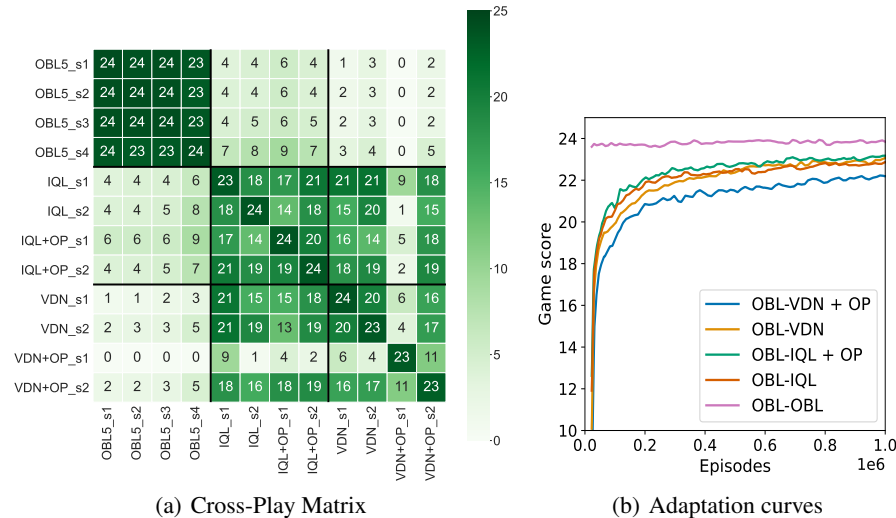 OBL5_s1 24 24 24 23 4 4 6 4 1 3 0 2
OBL5_s2 24 24 24 23 4 4 6 4 2 3 0 2
OBL5_s3 24 24 24 23 4 5 6 5 2 3 0 2
OBL5_s4 24 23 23 24 7 8 9 7 3 4 0 5
IQL_s1 4 4 4 6 23 18 17 21 21 21 9 18
IQL_s2 4 4 5 8 18 24 14 18 15 20 1 15
IQL+OP_s1 6 6 6 9 17 14 24 20 16 14 5 18
IQL+OP_s2 4 4 5 7 21 19 19 24 18 19 2 19
VDN_s1 1 1 2 3 21 15 15 18 24 20 6 16
VDN_s2 2 3 3 5 21 19 13 19 20 23 4 17
VDN+OP_s1 0 0 0 0 9 1 4 2 6 4 23 11
VDN+OP_s2 2 2 3 5 18 16 18 19 16 17 11 23
OBL5_s1 OBL5_s2 OBL5_s3 OBL5_s4 IQL_s1 IQL_s2 IQL+OP_s1 IQL+OP_s2 VDN_s1 VDN_s2 VDN+OP_s1 VDN+OP_s2
25
20
15
10
5
0
(a) Cross-Play Matrix
Game score
24
22
20
18
16
14
12
10
0.0 0.2 0.4 0.6 0.8 1.0
Episodes
1e6
OBL-VDN + OP
OBL-VDN
OBL-IQL + OP
OBL-IQL
OBL-OBL
(b) Adaptation curves